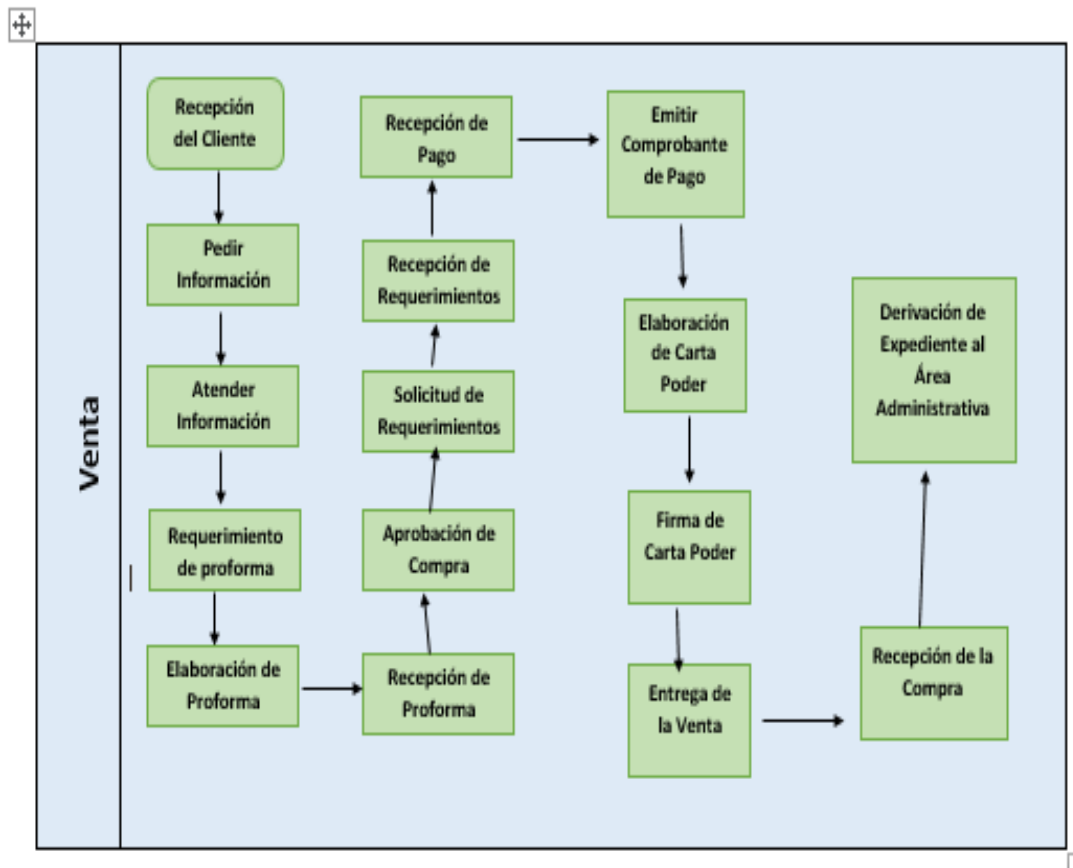 Venta
Recepción
del Cliente
Pedir
Información
Atender
Información
Requerimiento
de proforma
Elaboración de
Proforma
Recepción de
Proforma
Aprobación de
Compra
Solicitud de
Requerimientos
Recepción de
Requerimientos
Recepción de
Pago
Emitir
Comprobante
de Pago
Elaboración
de Carta
Poder
Firma de
Carta Poder
Entrega de
la Venta
Recepción de la
Compra
Derivación de
Expediente al
Área
Administrativa